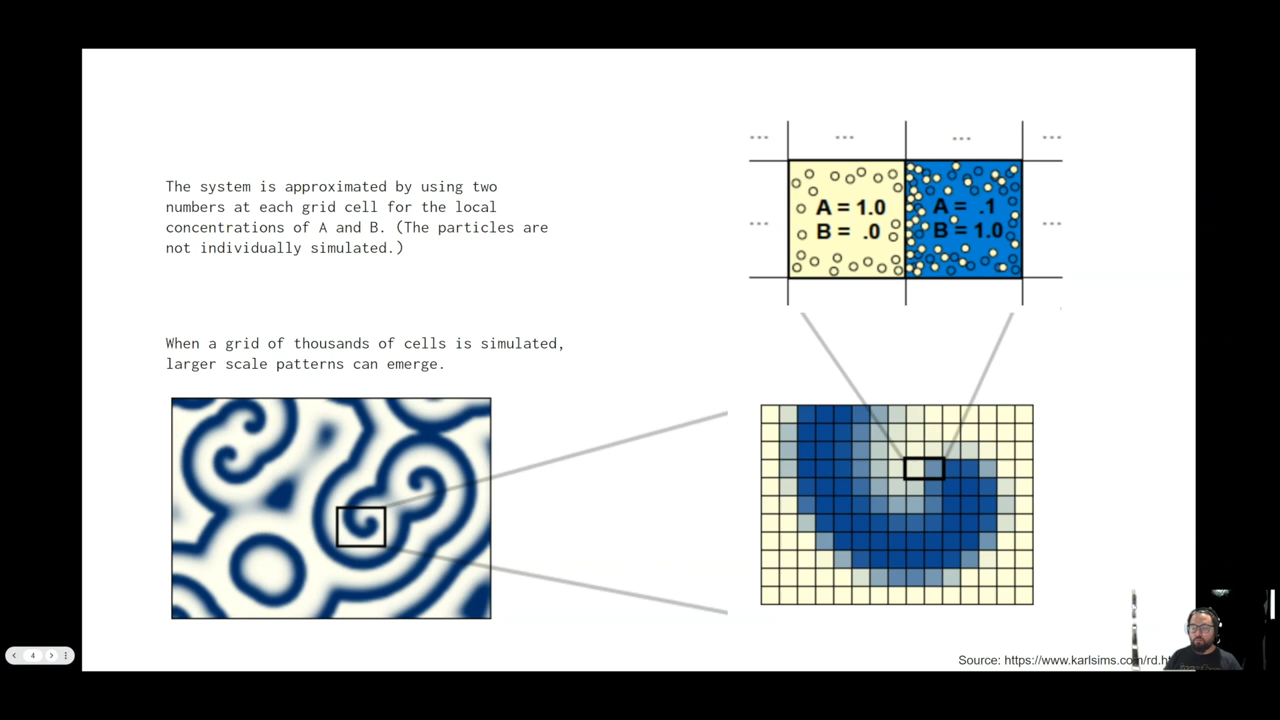 The system is approximated by using two
numbers at each grid cell for the local
concentrations of A and B. (The particles are
not individually simulated.)
When a grid of thousands of cells is simulated,
larger scale patterns can emerge.
... ... ... ...
... A = 1.0 A = .1 ...
B = .0 B = 1.0
4
Source: https://www.karlsims.com/rd.h